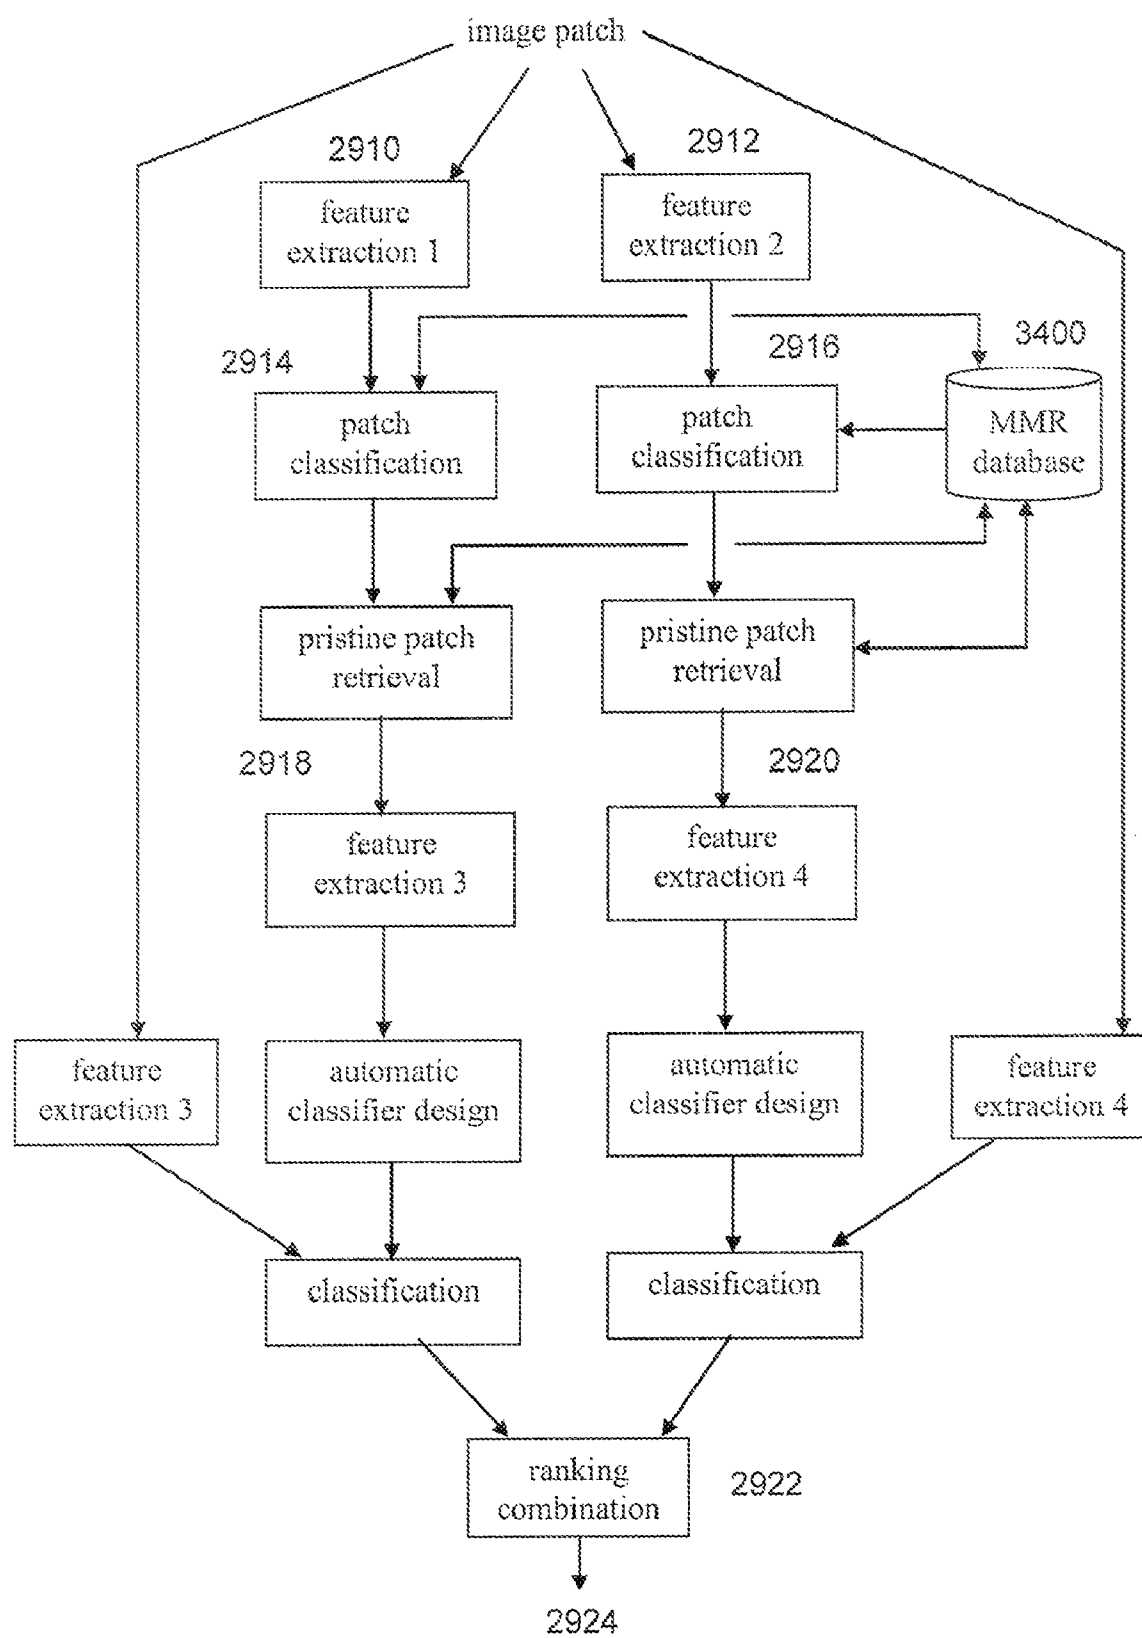 image patch
2910
2912
feature
extraction 1
feature
extraction 2
2914
2916
3400
patch
classification
patch
classification
MMR
database
pristine patch
retrieval
pristine patch
retrieval
2918
2920
feature
extraction 3
feature
extraction 4
feature
extraction 3
automatic
classifier design
automatic
classifier design
feature
extraction 4
classification
classification
ranking
combination
2922
2924